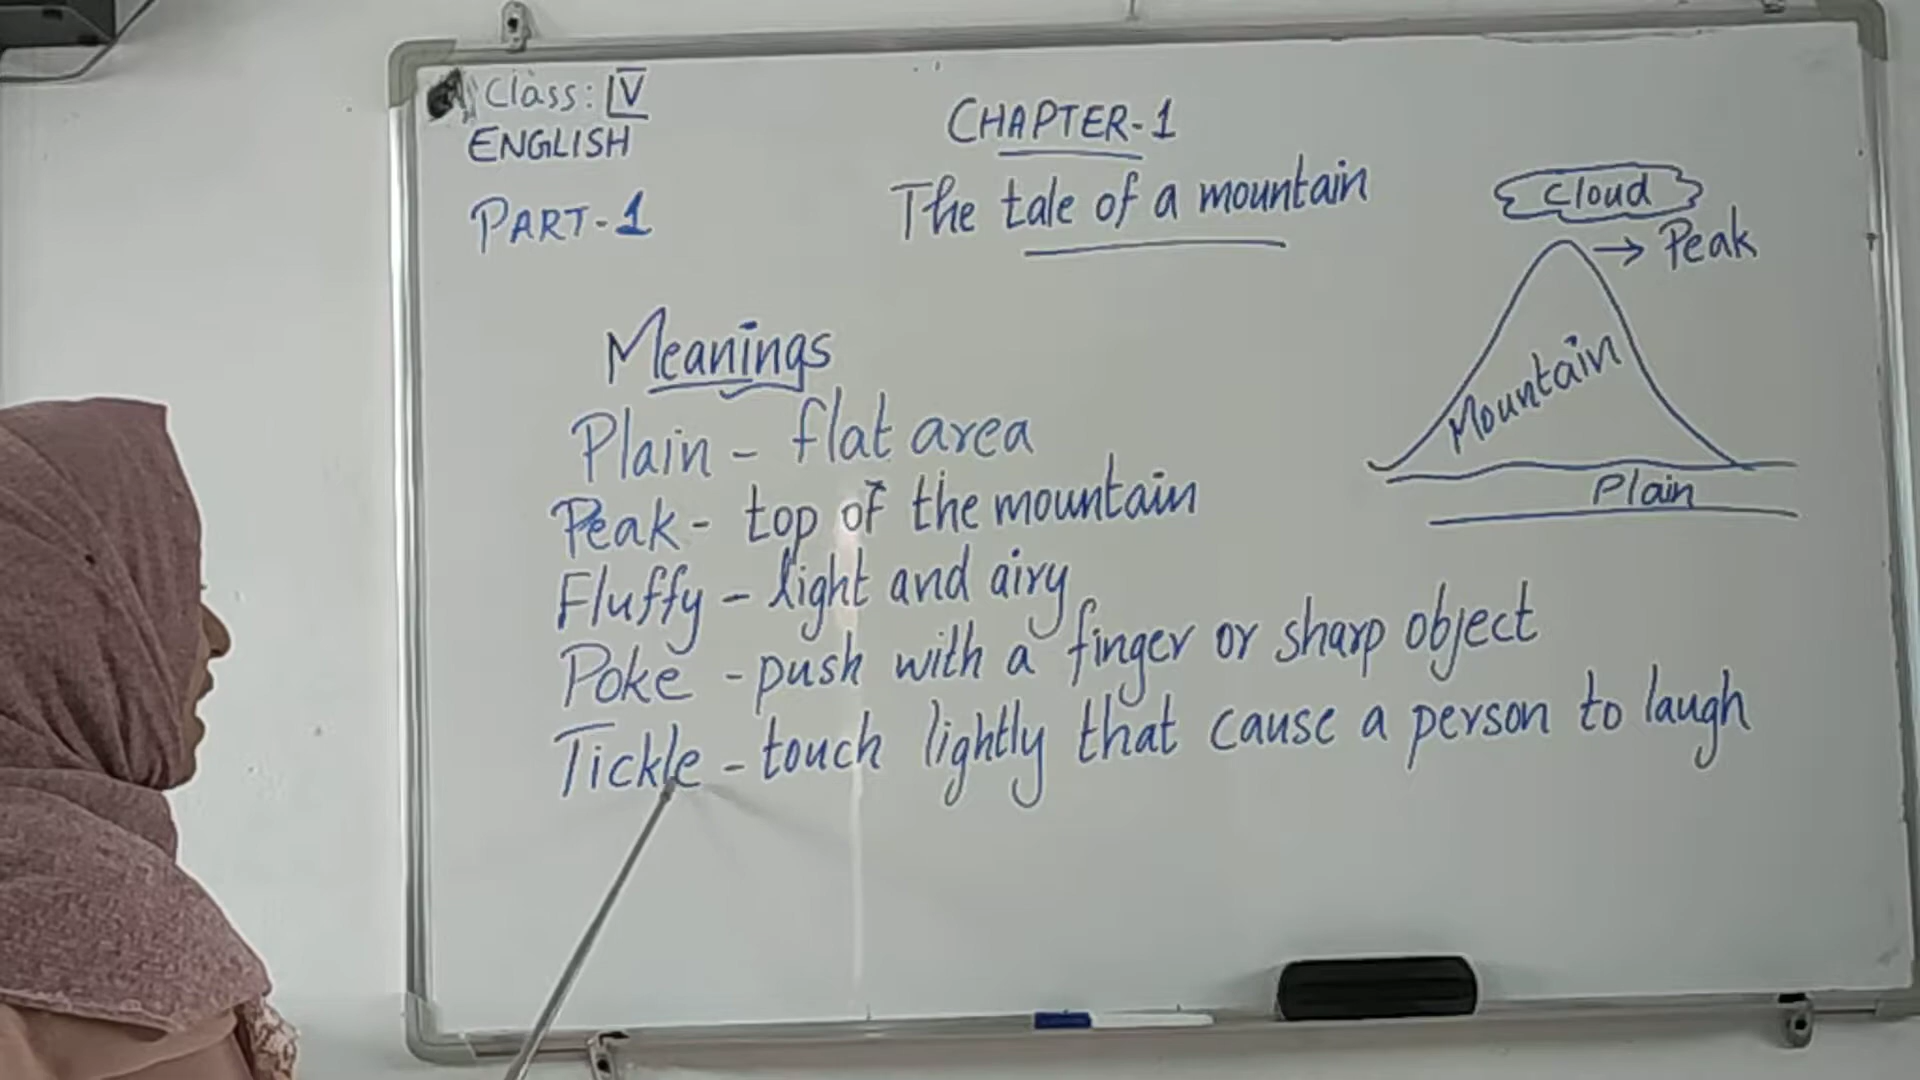 Class: IV
ENGLISH
PART-1
CHAPTER-1
The tale of a mountain
Cloud
→ Peak
Mountain
Plain
Meanings
Plain - flat area
Peak - top of the mountain
Fluffy - light and airy
Poke - push with a finger or sharp object
Tickle - touch lightly that cause a person to laugh